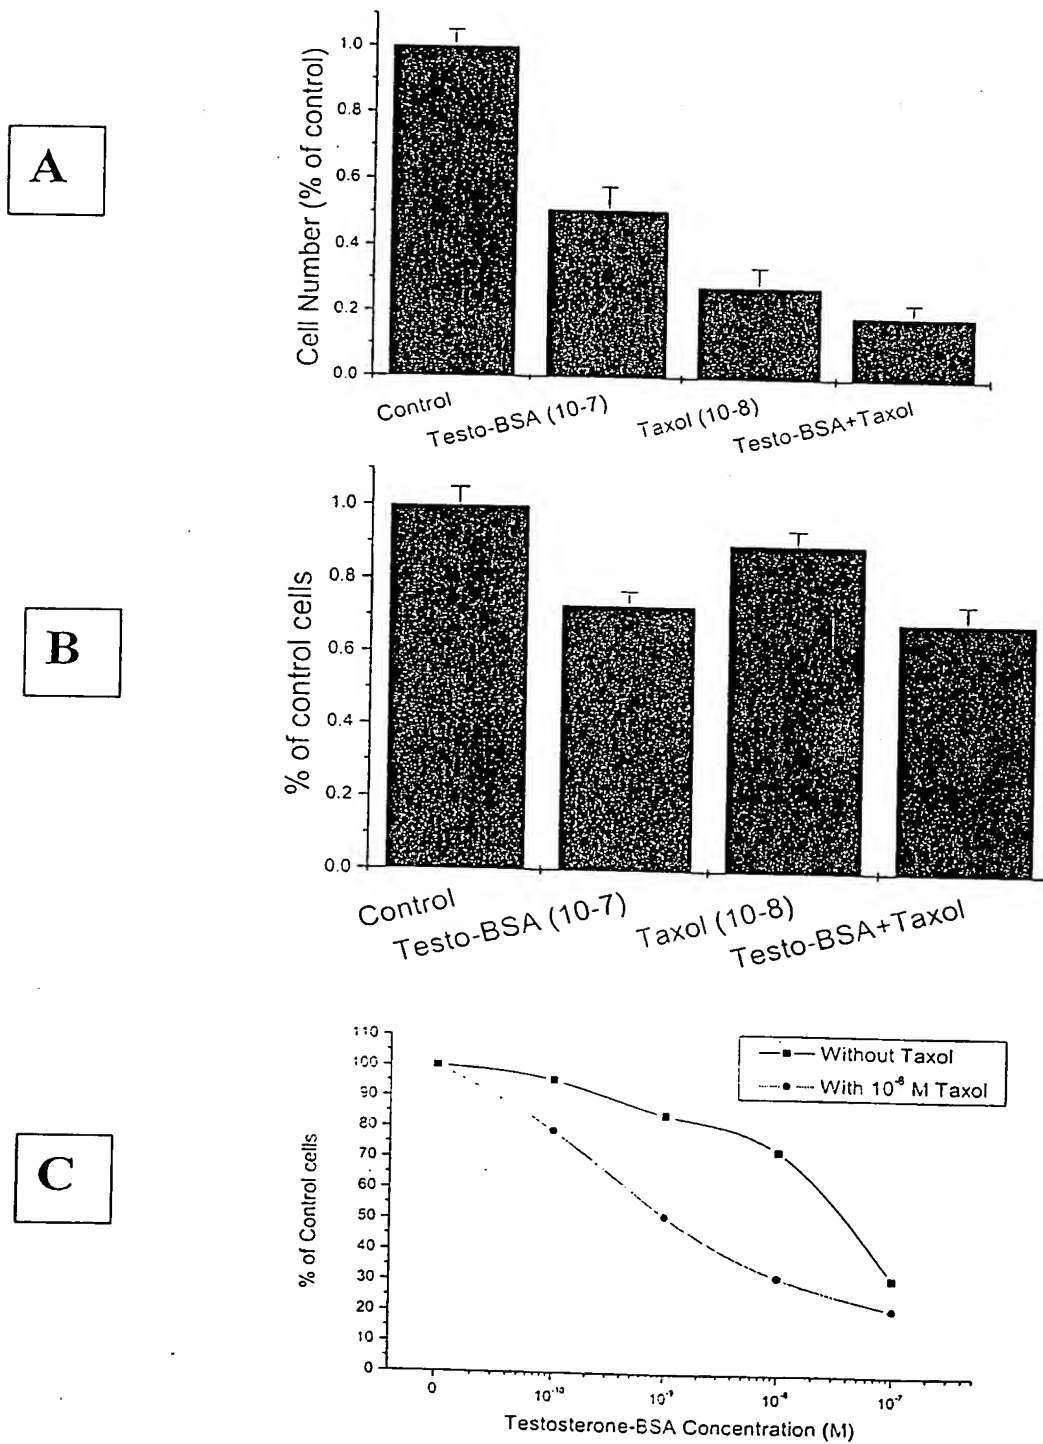 A
Cell Number (% of control)
1.0
0.8
0.6
0.4
0.2
0.0
Control
Testo-BSA (10-7)
Taxol (10-8)
Testo-BSA+Taxol
B
% of control cells
1.0
0.8
0.6
0.4
0.2
0.0
Control
Testo-BSA (10-7)
Taxol (10-8)
Testo-BSA+Taxol
C
% of Control cells
110
100
90
80
70
60
50
40
30
20
10
0
Without Taxol
With 10⁻⁸ M Taxol
0
10⁻¹⁰
10⁻⁹
10⁻⁸
10⁻⁷
Testosterone-BSA Concentration (M)